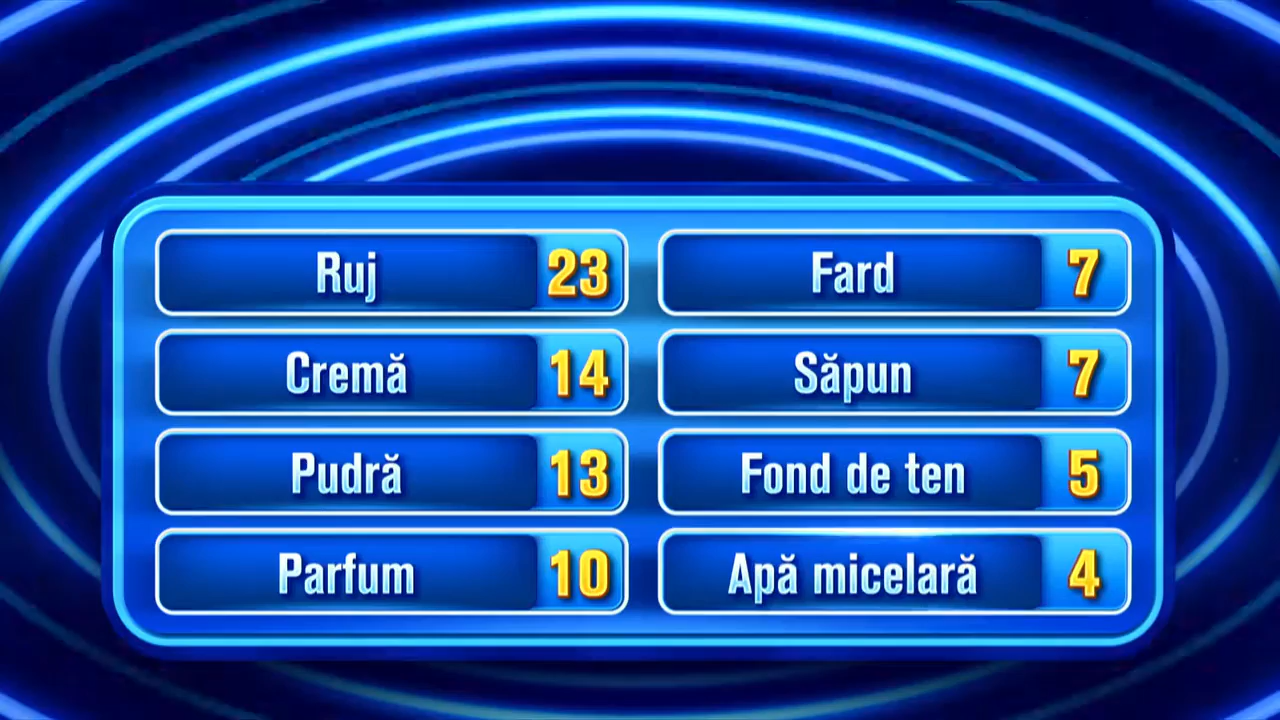 Ruj 23
Cremă 14
Pudră 13
Parfum 10
Fard 7
Săpun 7
Fond de ten 5
Apă micelară 4